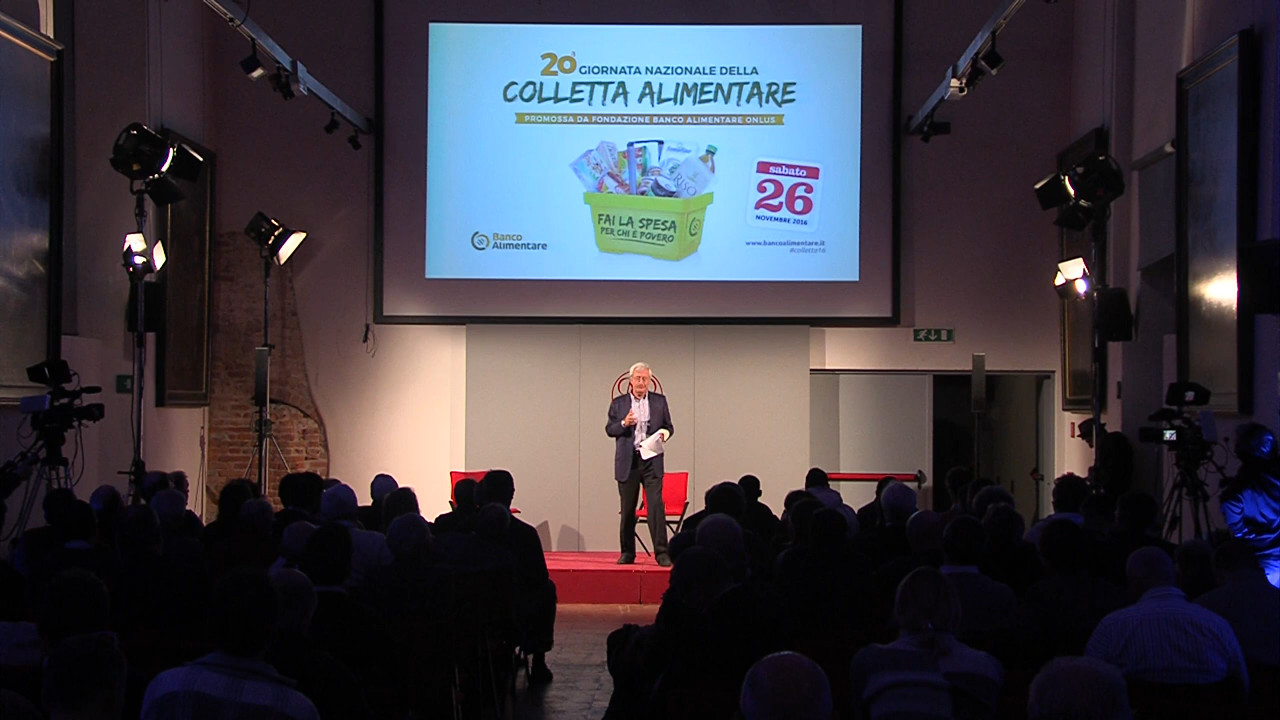 20ª GIORNATA NAZIONALE DELLA
COLLETTA ALIMENTARE
PROMOSSA DA FONDAZIONE BANCO ALIMENTARE ONLUS
RISO
FAI LA SPESA
PER CHI È POVERO
sabato
26
NOVEMBRE 2016
Banco
Alimentare
www.bancoalimentare.it
#colletta16